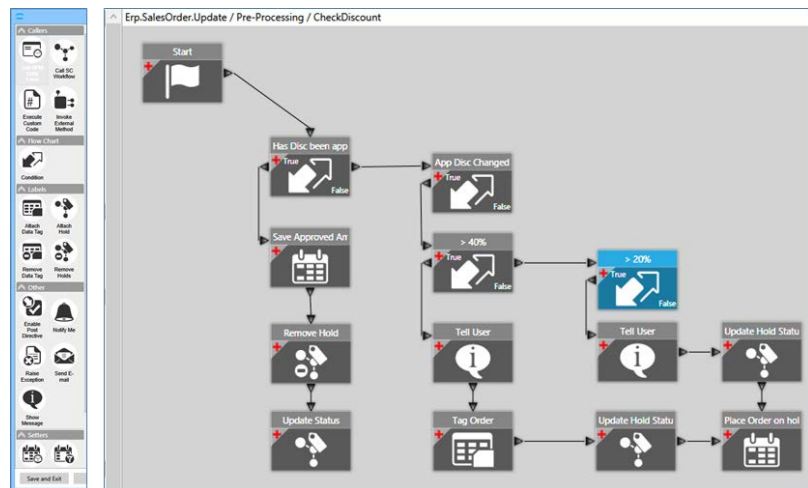 Erp.SalesOrder.Update / Pre-Processing / CheckDiscount
Callers
Call SC
Workflow
Execute
Custom
Code
Invoke
External
Method
Flow Chart
Condition
Labels
Attach
Data Tag
Attach
Hold
Remove
Data Tag
Remove
Holds
Other
Enable
Post
Directive
Notify Me
Raise
Exception
Send E-
mail
Show
Message
Setters
Save and Exit
Start
Has Disc been app
True
False
App Disc Changed
True
False
Save Approved Am
> 40%
True
False
> 20%
True
False
Remove Hold
Tell User
Tell User
Update Hold Statu
Update Status
Tag Order
Update Hold Statu
Place Order on hol